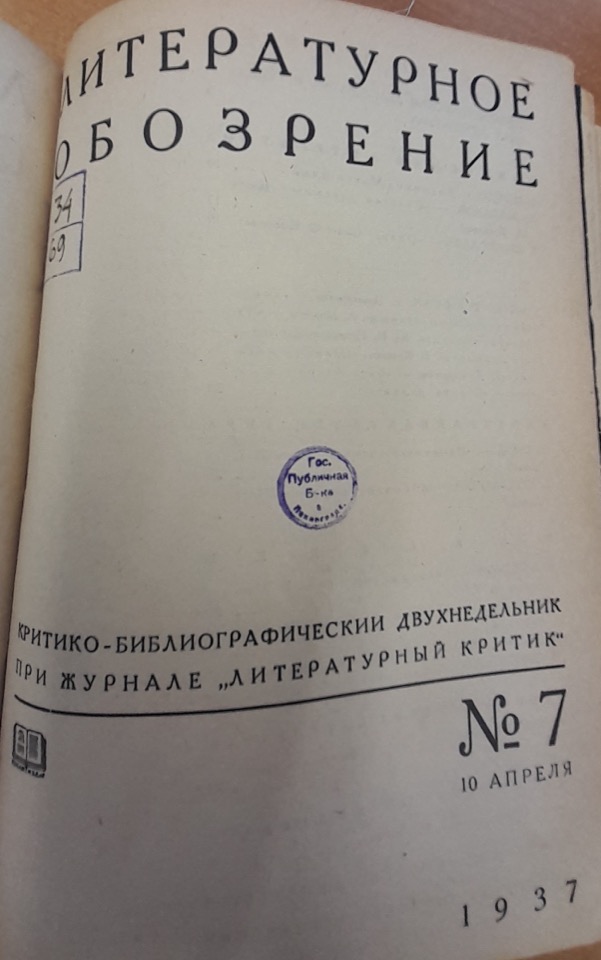 ЛИТЕРАТУРНОЕ
ОБОЗРЕНИЕ
34
69
Гос.
Публичная
Б-ка
в
Ленинграде.
КРИТИКО-БИБЛИОГРАФИЧЕСКИЙ ДВУХНЕДЕЛЬНИК
ПРИ ЖУРНАЛЕ „ЛИТЕРАТУРНЫЙ КРИТИК“
№ 7
10 АПРЕЛЯ
1937